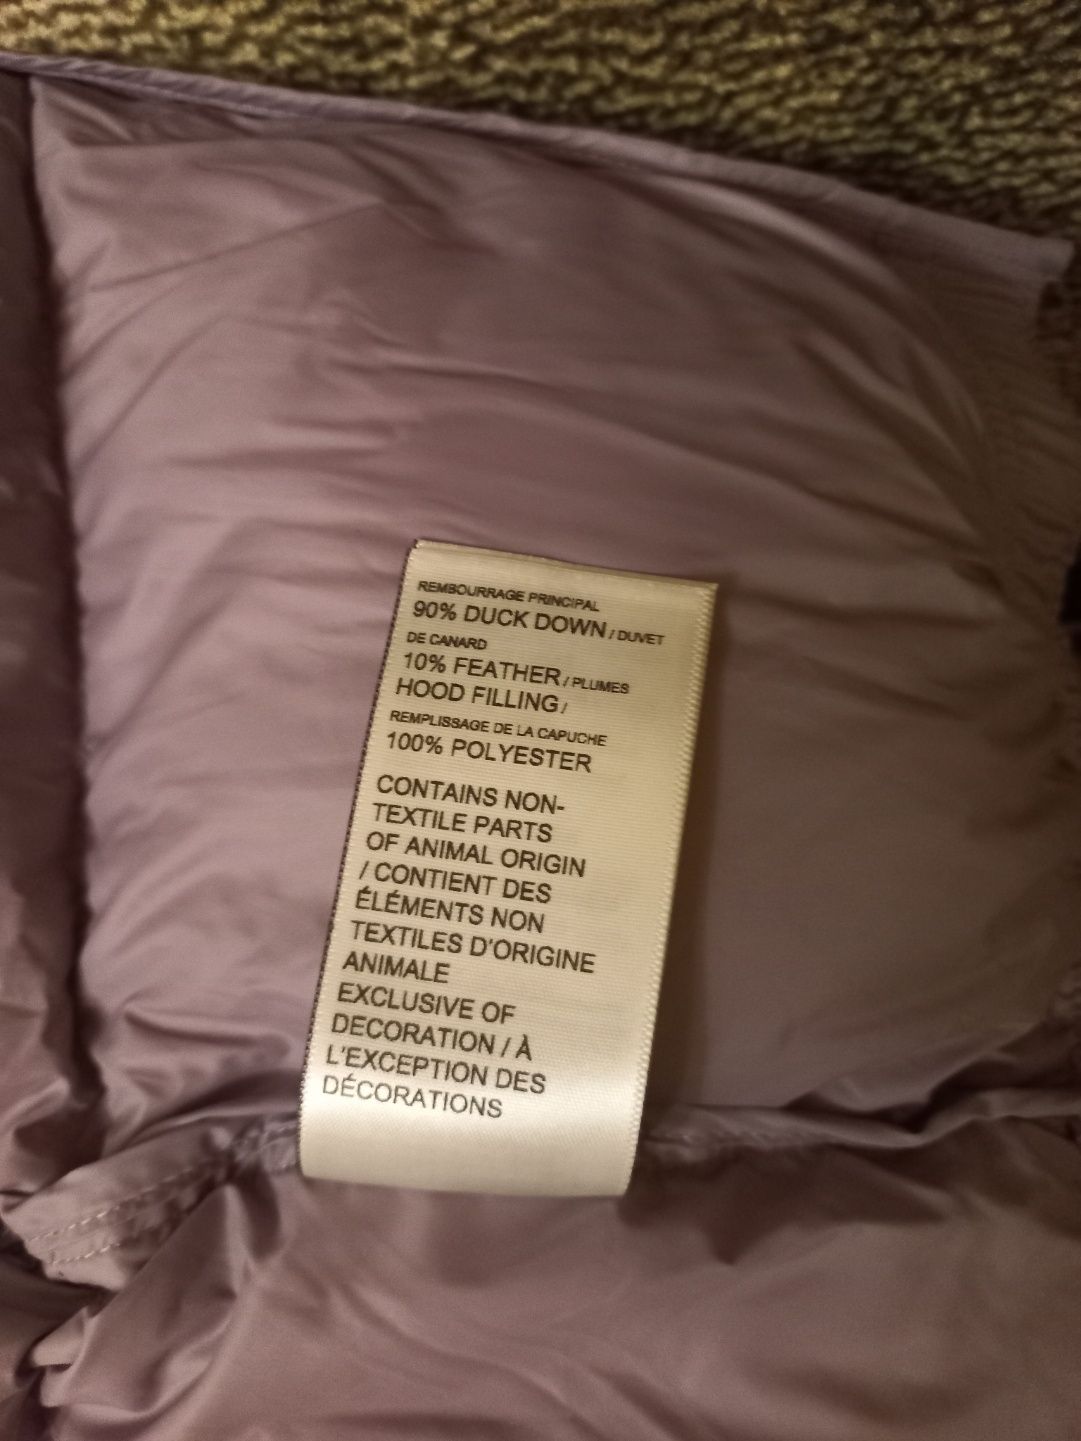 REMBOURRAGE PRINCIPAL
90% DUCK DOWN / DUVET
DE CANARD
10% FEATHER / PLUMES
HOOD FILLING /
REMPLISSAGE DE LA CAPUCHE
100% POLYESTER
CONTAINS NON-
TEXTILE PARTS
OF ANIMAL ORIGIN
/ CONTIENT DES
ÉLÉMENTS NON
TEXTILES D'ORIGINE
ANIMALE
EXCLUSIVE OF
DECORATION / À
L'EXCEPTION DES
DÉCORATIONS